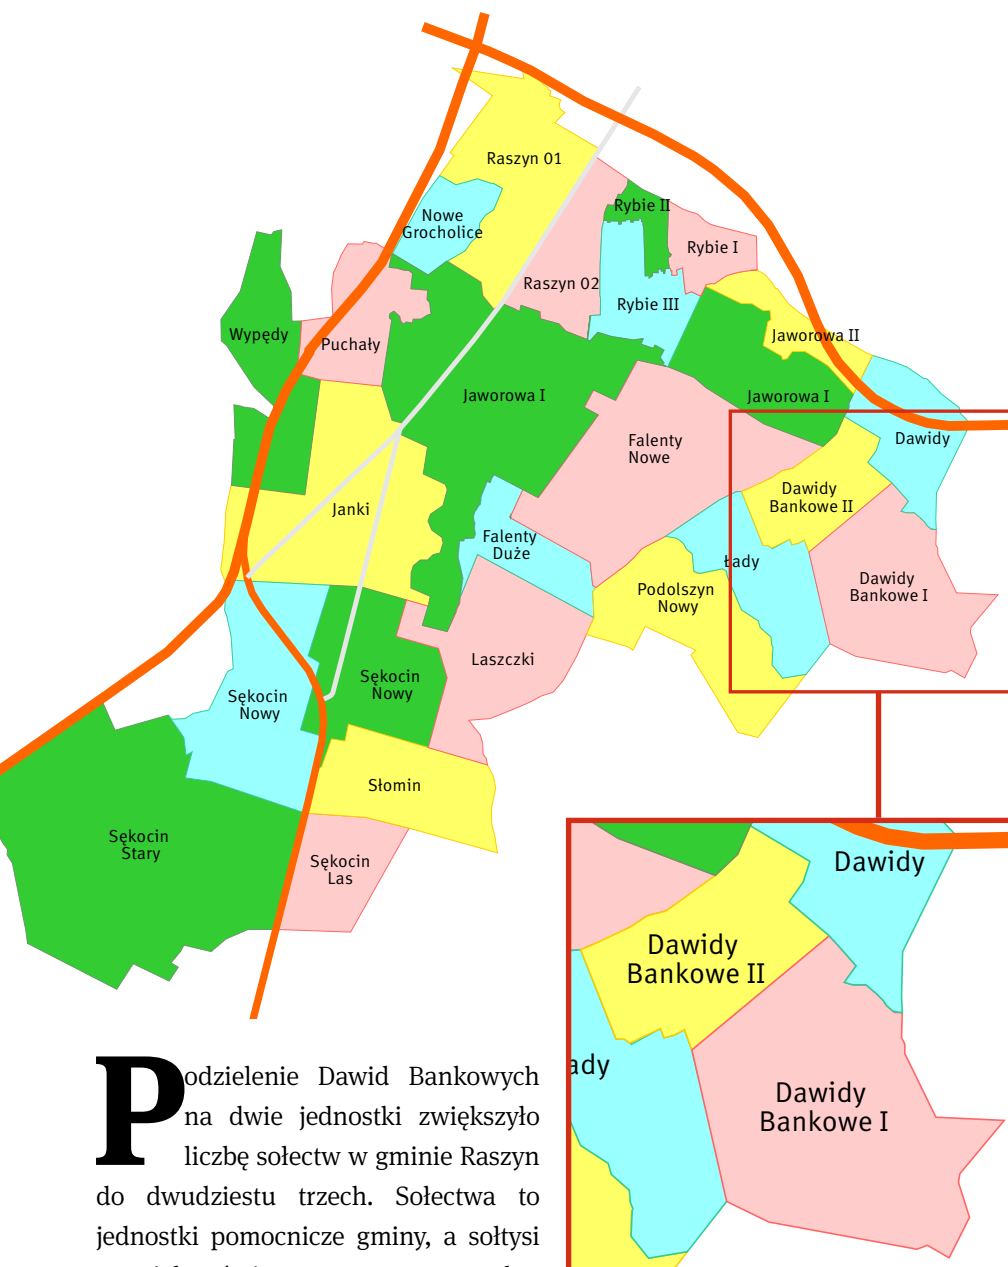 Raszyn 01
Nowe
Grocholice
Rybie II
Rybie I
Raszyn 02
Rybie III
Wypędy
Puchały
Jaworowa II
Jaworowa I
Jaworowa I
Falenty
Nowe
Dawidy
Dawidy
Bankowe II
Janki
Falenty
Duże
Łady
Podolszyn
Nowy
Dawidy
Bankowe I
Laszczki
Sękocin
Nowy
Sękocin
Nowy
Słomin
Sękocin
Stary
Sękocin
Las
Dawidy
Dawidy
Bankowe II
ady
Dawidy
Bankowe I
Podzielenie Dawid Bankowych
na dwie jednostki zwiększyło
liczbę sołectw w gminie Raszyn
do dwudziestu trzech. Sołectwa to
jednostki pomocnicze gminy, a sołtysi